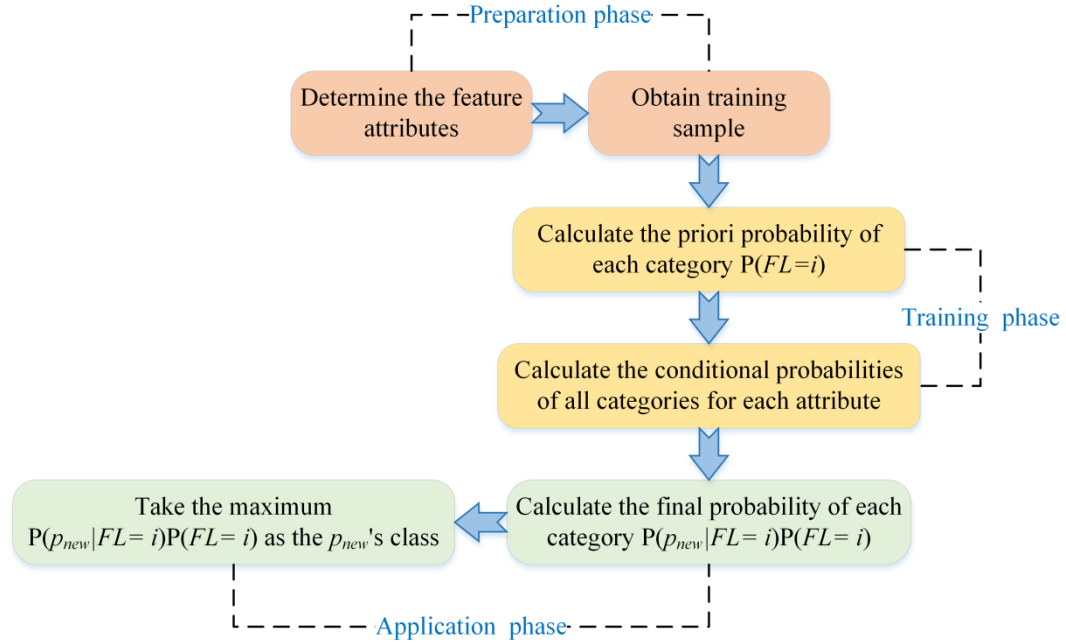 Preparation phase
Determine the feature
attributes
Obtain training
sample
Calculate the priori probability of
each category P(FL=i)
Training phase
Calculate the conditional probabilities
of all categories for each attribute
Calculate the final probability of each
category P(pnew|FL= i)P(FL= i)
Take the maximum
P(pnew|FL= i)P(FL= i) as the pnew's class
Application phase